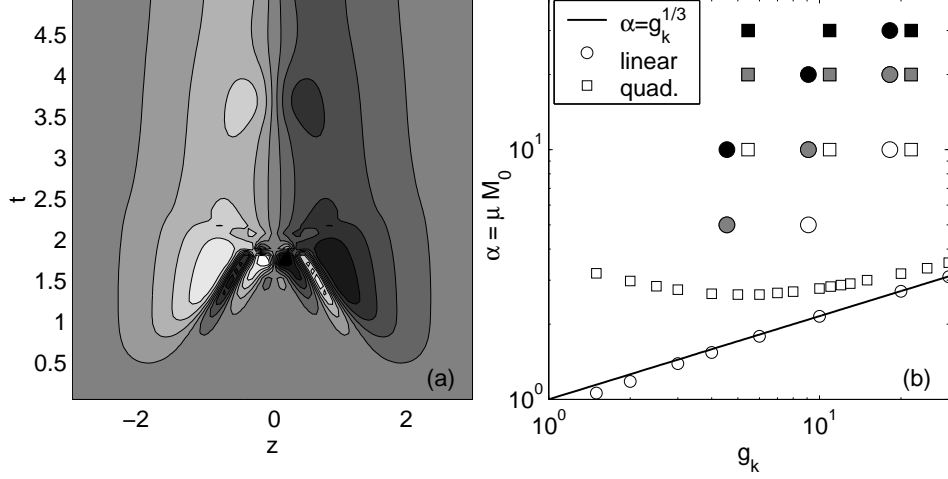 4.5
4
3.5
3
2.5
2
1.5
1
0.5
t
−2
0
2
z
(a)
α=g_k^{1/3}
linear
quad.
10^1
10^0
α = μ M_0
10^0
10^1
g_k
(b)